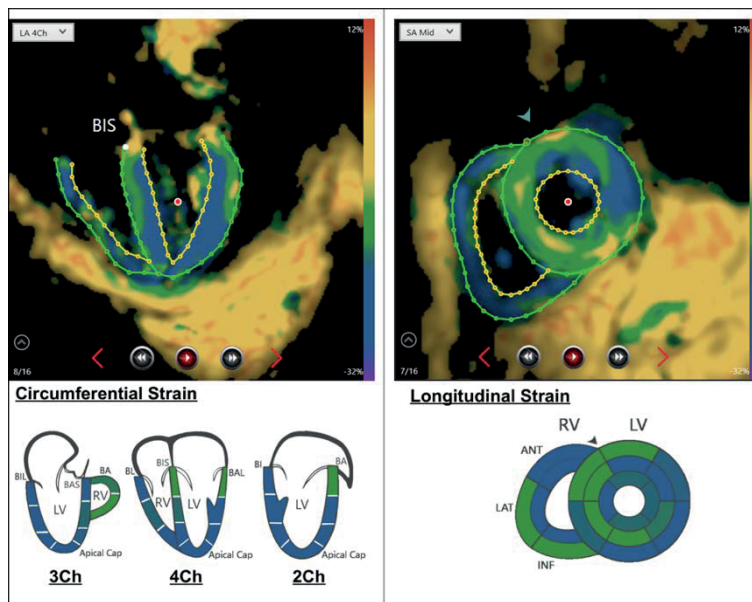 LA 4Ch
12%
BIS
8/16
-32%
SA Mid
12%
7/16
-32%
Circumferential Strain
BIL
BAS
BA
RV
LV
Apical Cap
3Ch
BL
BIS
BAL
RV
LV
Apical Cap
4Ch
BI
BA
LV
Apical Cap
2Ch
Longitudinal Strain
RV
LV
ANT
LAT
INF